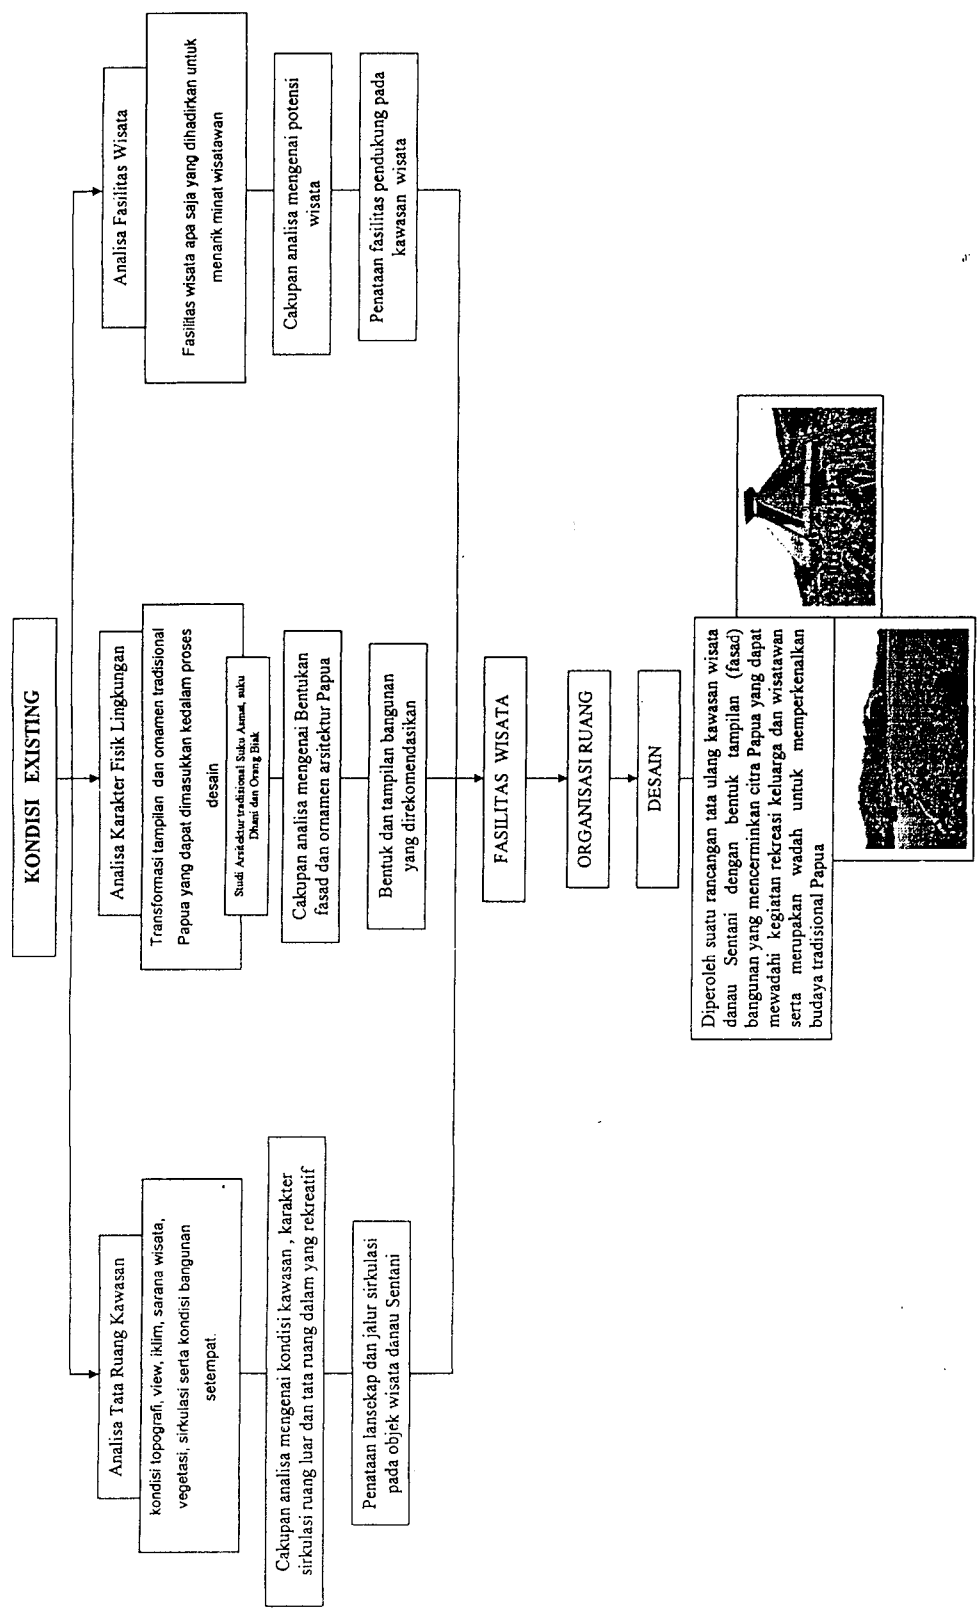 KONDISI EXISTING
Analisa Tata Ruang Kawasan
kondisi topografi, view, iklim, sarana wisata,
vegetasi, sirkulasi serta kondisi bangunan
setempat.
Cakupan analisa mengenai kondisi kawasan , karakter
sirkulasi ruang luar dan tata ruang dalam yang rekreatif
Penataan lansekap dan jalur sirkulasi
pada objek wisata danau Sentani
Analisa Karakter Fisik Lingkungan
Transformasi tampilan dan ornamen tradisional
Papua yang dapat dimasukkan kedalam proses
desain
Studi Arsitektur tradisional Suku Asmat, suku
Dhani dan Orang Biak
Cakupan analisa mengenai Bentukan
fasad dan ornamen arsitektur Papua
Bentuk dan tampilan bangunan
yang direkomendasikan
Analisa Fasilitas Wisata
Fasilitas wisata apa saja yang dihadirkan untuk
menarik minat wisatawan
Cakupan analisa mengenai potensi
wisata
Penataan fasilitas pendukung pada
kawasan wisata
FASILITAS WISATA
ORGANISASI RUANG
DESAIN
Diperoleh suatu rancangan tata ulang kawasan wisata
danau Sentani dengan bentuk tampilan (fasad)
bangunan yang mencerminkan citra Papua yang dapat
mewadahi kegiatan rekreasi keluarga dan wisatawan
serta merupakan wadah untuk memperkenalkan
budaya tradisional Papua